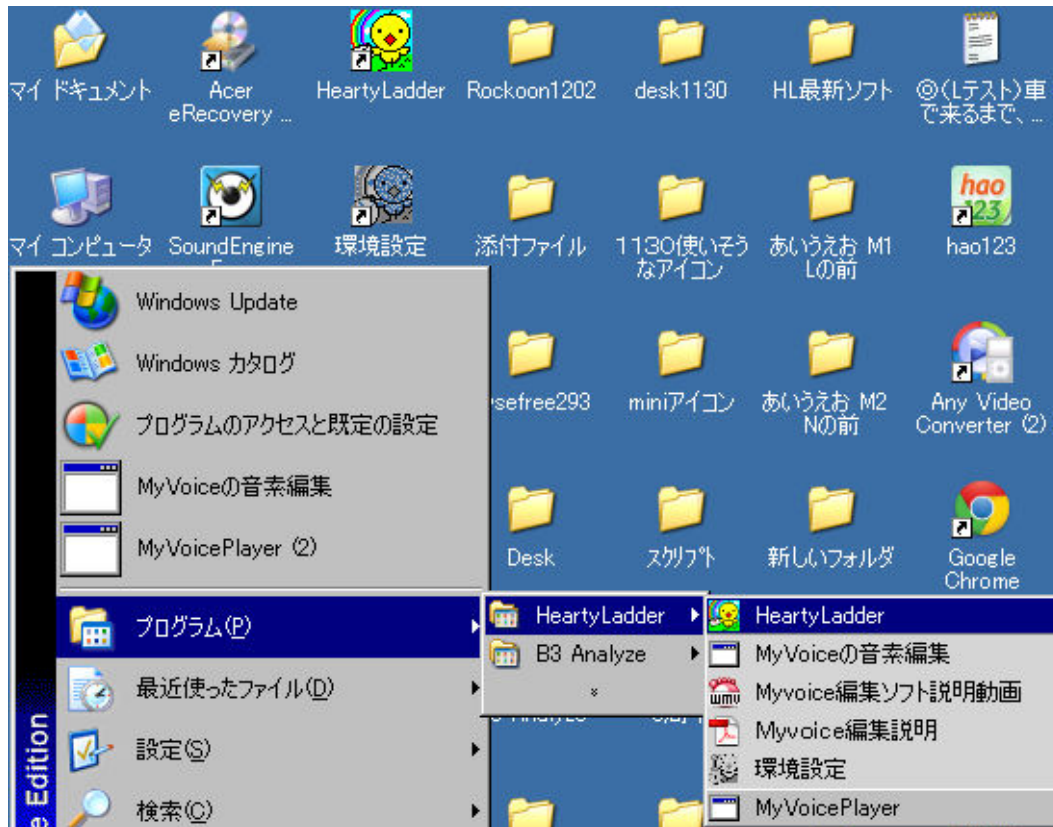 マイ ドキュメント
Acer
eRecovery ...
HeartyLadder
Rockoon1202
desk1130
HL最新ソフト
◎(Lテスト)車
で来るまで、...
マイ コンピュータ
SoundEngine
環境設定
添付ファイル
1130(使いそう
なアイコン
あいうえお M1
Lの前
hao
123
hao123
Windows Update
Windows カタログ
プログラムのアクセスと既定の設定
MyVoiceの音素編集
MyVoicePlayer (2)
sefree293
miniアイコン
あいうえお M2
Nの前
Any Video
Converter (2)
Desk
スクリプト
新しいフォルダ
Google
Chrome
プログラム(P)
最近使ったファイル(D)
設定(S)
検索(C)
e Edition
HeartyLadder
B3 Analyze
HeartyLadder
MyVoiceの音素編集
wmv
Myvoice編集ソフト説明動画
Myvoice編集説明
環境設定
MyVoicePlayer